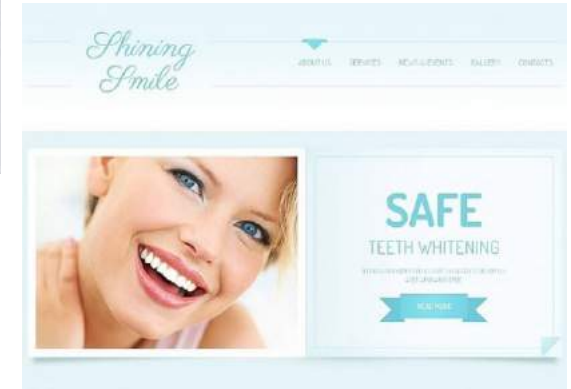 Shining
Smile
ABOUT US SERVICES NEWS & EVENTS GALLERY CONTACTS
SAFE
TEETH WHITENING
READ MORE